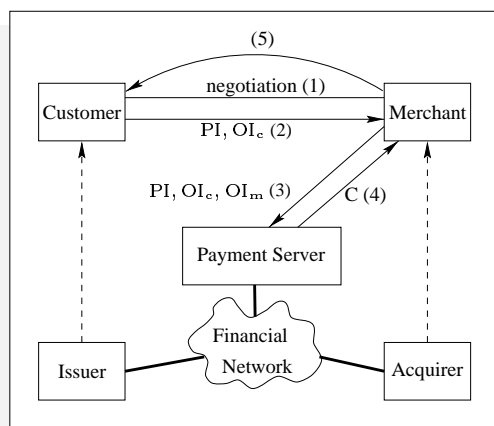 (5)
negotiation (1)
Customer
Merchant
PI, OIc (2)
PI, OIc, OIm (3)
C (4)
Payment Server
Financial
Network
Issuer
Acquirer